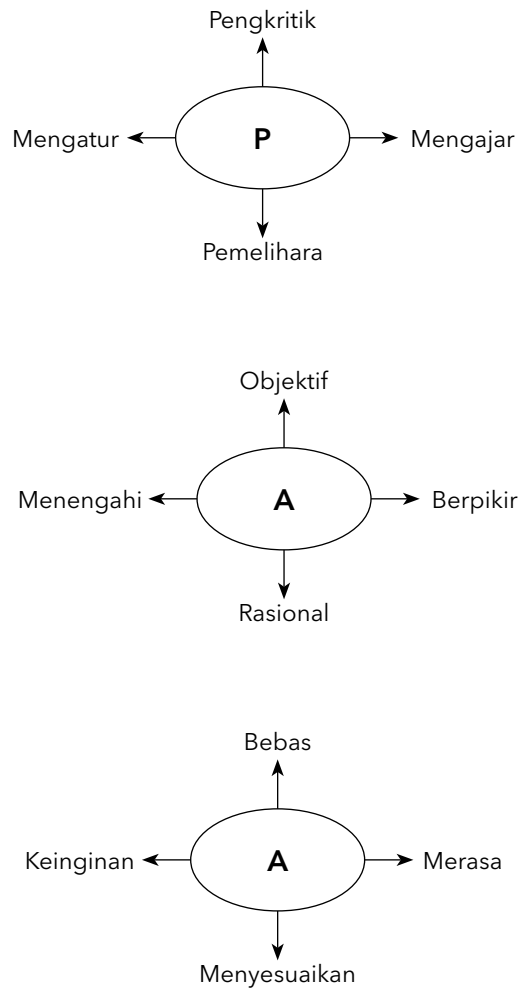 Pengkritik
Mengatur
P
Mengajar
Pemelihara
Objektif
Menengahi
A
Berpikir
Rasional
Bebas
Keinginan
A
Merasa
Menyesuaikan